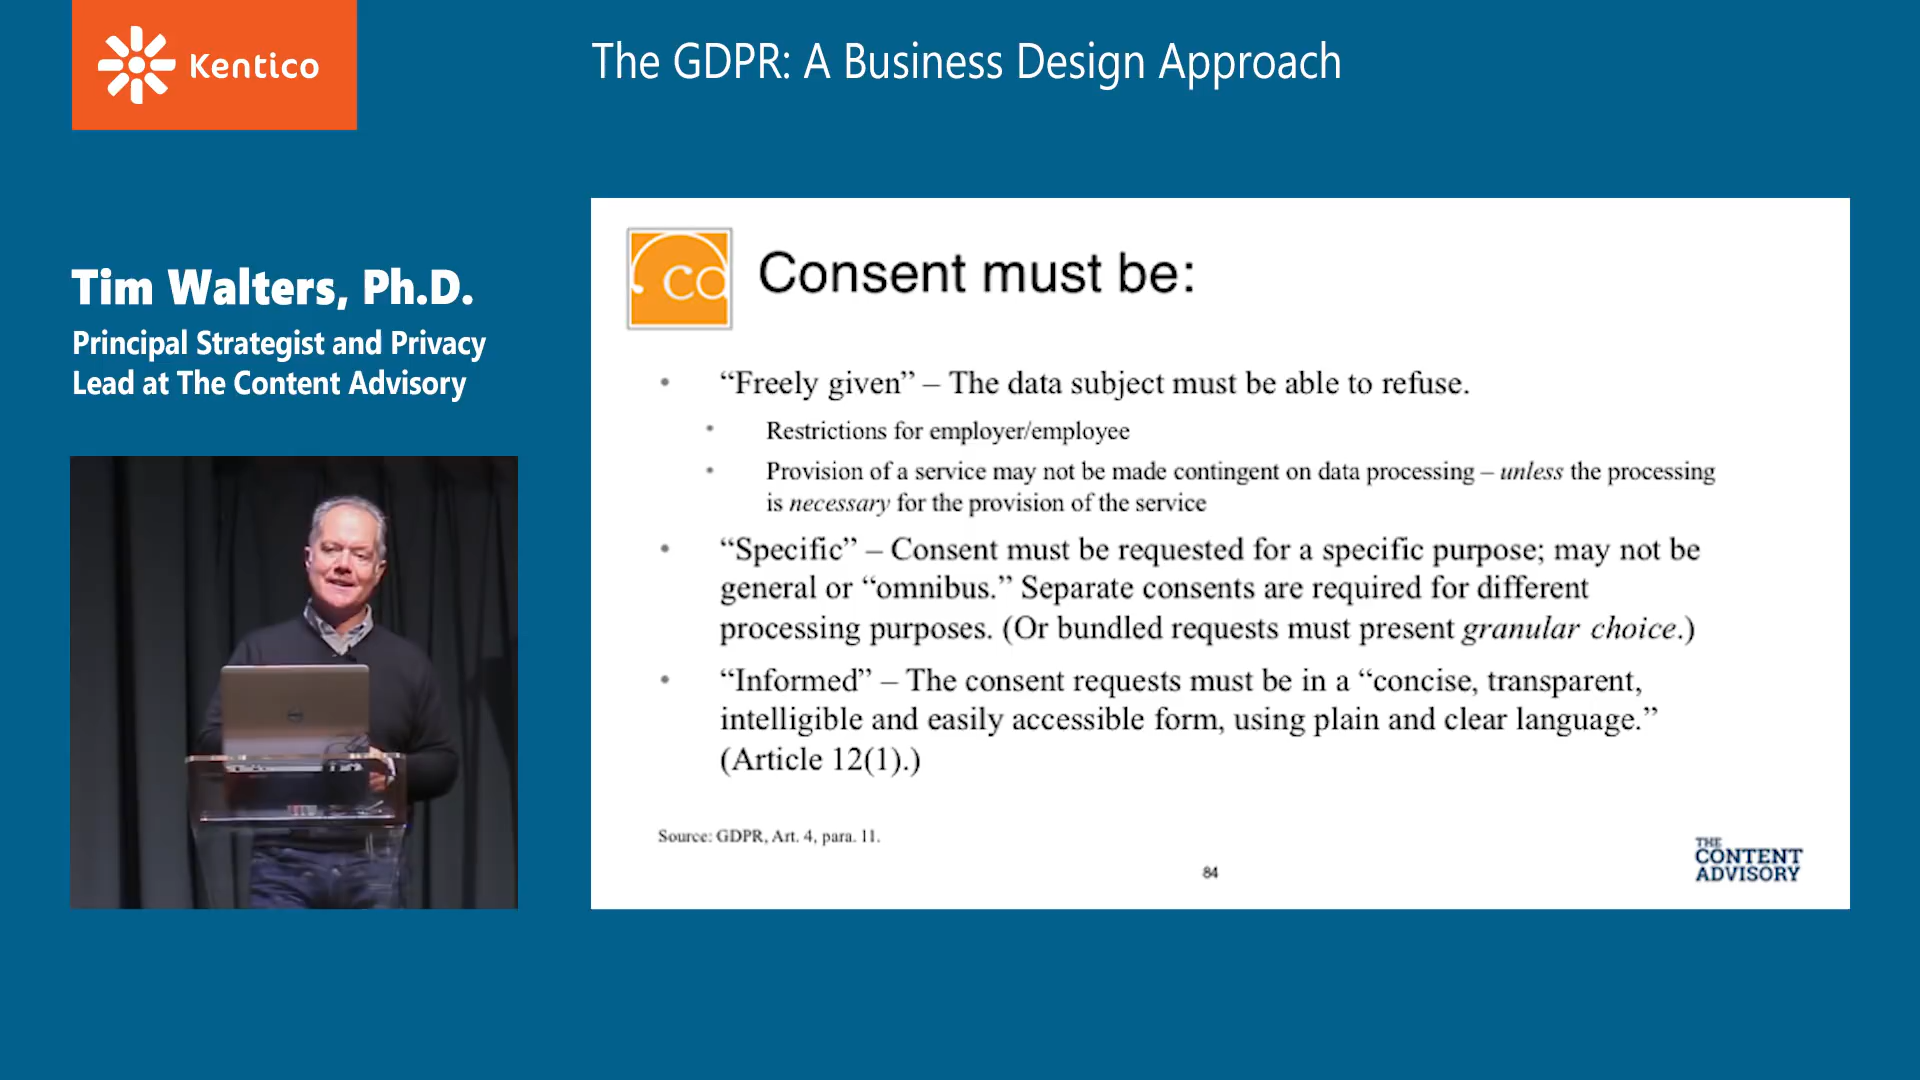 Kentico
The GDPR: A Business Design Approach
Tim Walters, Ph.D.
Principal Strategist and Privacy
Lead at The Content Advisory
.ca
Consent must be:
• “Freely given” – The data subject must be able to refuse.
• Restrictions for employer/employee
• Provision of a service may not be made contingent on data processing – unless the processing
is necessary for the provision of the service
• “Specific” – Consent must be requested for a specific purpose; may not be
general or “omnibus.” Separate consents are required for different
processing purposes. (Or bundled requests must present granular choice.)
• “Informed” – The consent requests must be in a “concise, transparent,
intelligible and easily accessible form, using plain and clear language.”
(Article 12(1).)
Source: GDPR, Art. 4, para. 11.
84
THE
CONTENT
ADVISORY